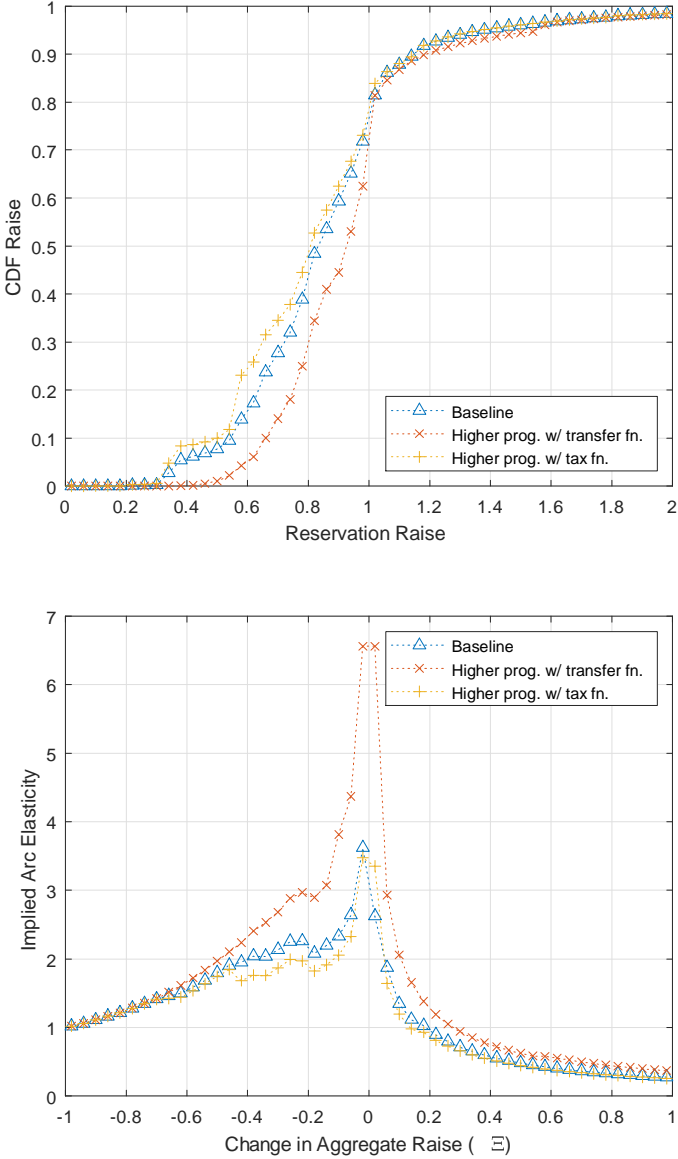 1
0.9
0.8
0.7
0.6
0.5
0.4
0.3
0.2
0.1
0
CDF Raise
Baseline
Higher prog. w/ transfer fn.
Higher prog. w/ tax fn.
0 0.2 0.4 0.6 0.8 1 1.2 1.4 1.6 1.8 2
Reservation Raise
7
6
5
4
3
2
1
0
Implied Arc Elasticity
Baseline
Higher prog. w/ transfer fn.
Higher prog. w/ tax fn.
-1 -0.8 -0.6 -0.4 -0.2 0 0.2 0.4 0.6 0.8 1
Change in Aggregate Raise ( Ξ)